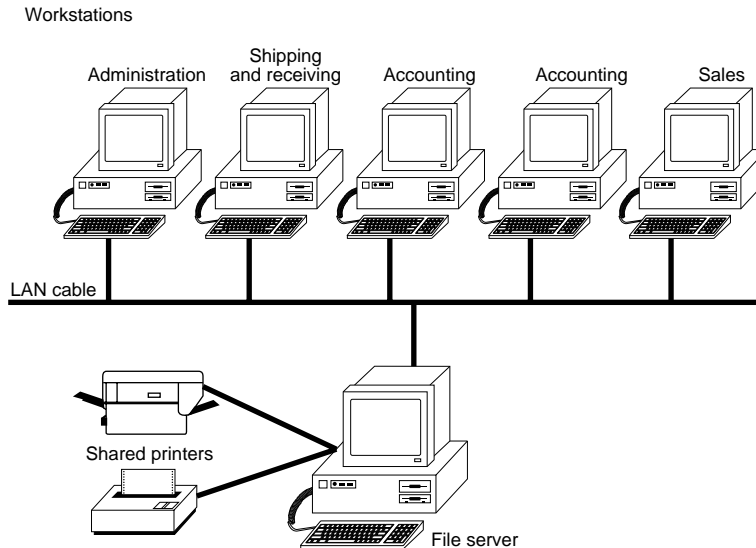 Workstations
Administration
Shipping
and receiving
Accounting
Accounting
Sales
LAN cable
Shared printers
File server